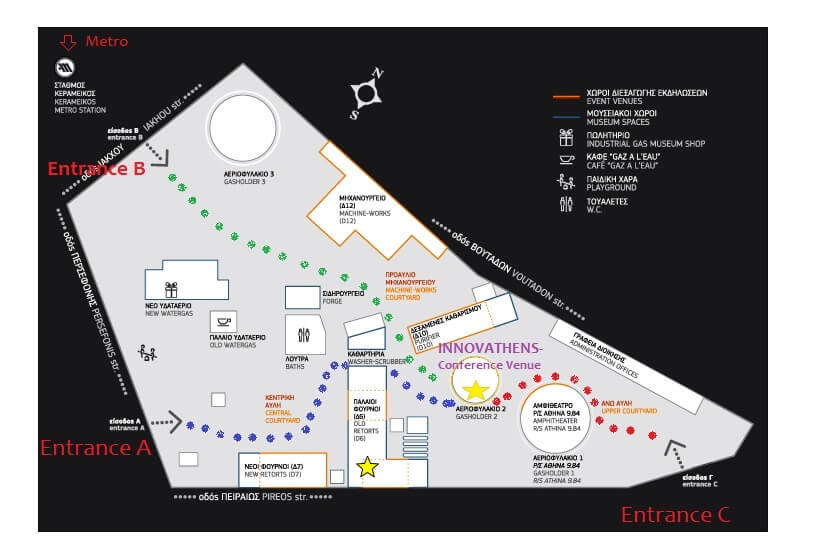 Metro
ΣΤΑΘΜΟΣ
ΚΕΡΑΜΕΙΚΟΣ
KERAMEIKOS
METRO STATION
είσοδος Β
entrance B
οδός ΙΑΚΧΟΥ IAKHOU str.
Entrance B
N
S
ΧΩΡΟΙ ΔΙΕΞΑΓΩΓΗΣ ΕΚΔΗΛΩΣΕΩΝ
EVENT VENUES
ΜΟΥΣΕΙΑΚΟΙ ΧΩΡΟΙ
MUSEUM SPACES
ΠΩΛΗΤΗΡΙΟ
INDUSTRIAL GAS MUSEUM SHOP
ΚΑΦΕ "GAZ A L'EAU"
CAFÉ "GAZ A L'EAU"
ΠΑΙΔΙΚΗ ΧΑΡΑ
PLAYGROUND
ΤΟΥΑΛΕΤΕΣ
W.C.
ΑΕΡΙΟΦΥΛΑΚΙΟ 3
GASHOLDER 3
ΜΗΧΑΝΟΥΡΓΕΙΟ
(Δ12)
MACHINE-WORKS
(D12)
οδός ΒΟΥΤΑΔΩΝ VOUTADON str.
οδός ΠΕΡΣΕΦΟΝΗΣ PERSEFONIS str.
ΠΡΟΑΥΛΙΟ
ΜΗΧΑΝΟΥΡΓΕΙΟΥ
MACHINE-WORKS
COURTYARD
ΝΕΟ ΥΔΑΤΑΕΡΙΟ
NEW WATERGAS
ΣΙΔΗΡΟΥΡΓΕΙΟ
FORGE
ΠΑΛΑΙΟ ΥΔΑΤΑΕΡΙΟ
OLD WATERGAS
ΛΟΥΤΡΑ
BATHS
ΚΑΘΑΡΤΗΡΙΑ
WASHER-SCRUBBER
ΔΕΞΑΜΕΝΕΣ ΚΑΘΑΡΙΣΜΟΥ
(Δ10)
PURIFIER
(D10)
INNOVATHENS-
Conference Venue
ΓΡΑΦΕΙΑ ΔΙΟΙΚΗΣΗΣ
ADMINISTRATION OFFICES
ΚΕΝΤΡΙΚΗ
ΑΥΛΗ
CENTRAL
COURTYARD
ΠΑΛΑΙΟΙ
ΦΟΥΡΝΟΙ
(Δ6)
OLD
RETORTS
(D6)
ΑΕΡΙΟΦΥΛΑΚΙΟ 2
GASHOLDER 2
ΑΜΦΙΘΕΑΤΡΟ
Ρ/Σ ΑΘΗΝΑ 9.84
AMPHITHEATER
R/S ATHINA 9.84
ΑΝΩ ΑΥΛΗ
UPPER COURTYARD
είσοδος Α
entrance A
Entrance A
ΝΕΟΙ ΦΟΥΡΝΟΙ (Δ7)
NEW RETORTS (D7)
ΑΕΡΙΟΦΥΛΑΚΙΟ 1
Ρ/Σ ΑΘΗΝΑ 9.84
GASHOLDER 1
R/S ATHINA 9.84
είσοδος Γ
entrance C
οδός ΠΕΙΡΑΙΩΣ PIREOS str.
Entrance C